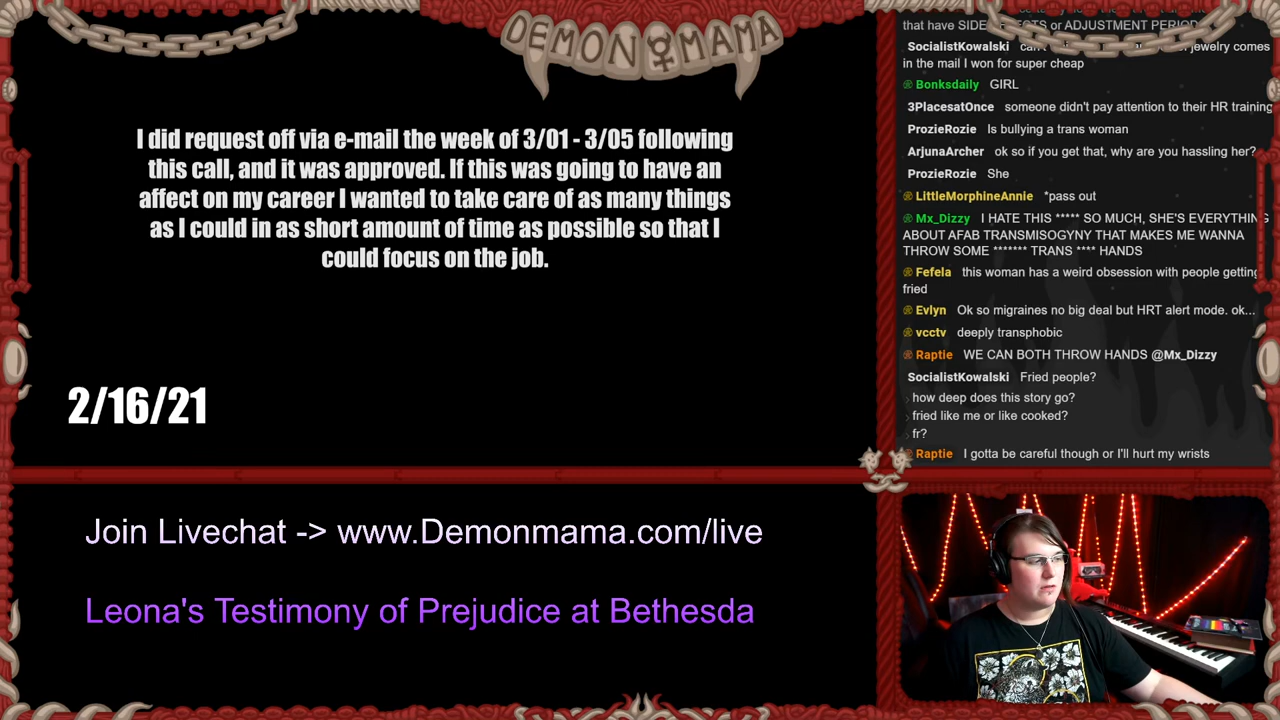 DEMON MAMA
I did request off via e-mail the week of 3/01 - 3/05 following
this call, and it was approved. If this was going to have an
affect on my career I wanted to take care of as many things
as I could in as short amount of time as possible so that I
could focus on the job.
2/16/21
Join Livechat -> www.Demonmama.com/live
Leona's Testimony of Prejudice at Bethesda
that have SIDE or ADJUSTMENT
SocialistKowalski jewelry comes
in the mail I won for super cheap
Bonksdaily GIRL
3PlacesatOnce someone didn't pay attention to their HR training
ProzieRozie Is bullying a trans woman
ArjunaArcher ok so if you get that, why are you hassling her?
ProzieRozie She
LittleMorphineAnnie *pass out
Mx_Dizzy I HATE THIS ***** SO MUCH, SHE'S EVERYTHING
ABOUT AFAB TRANSMISOGYNY THAT MAKES ME WANNA
THROW SOME ******* TRANS **** HANDS
Fefela this woman has a weird obsession with people getting
fried
Evlyn Ok so migraines no big deal but HRT alert mode. ok...
vcctv deeply transphobic
Raptie WE CAN BOTH THROW HANDS @Mx_Dizzy
SocialistKowalski Fried people?
how deep does this story go?
fried like me or like cooked?
fr?
Raptie I gotta be careful though or I'll hurt my wrists